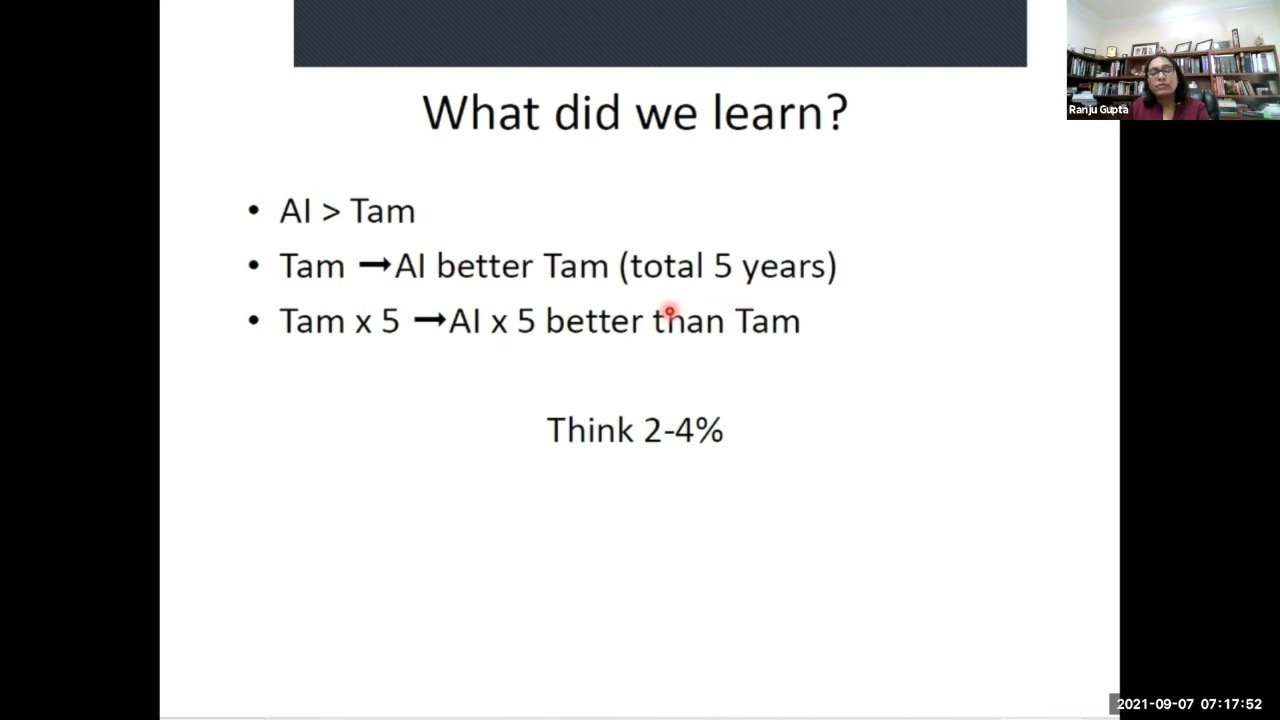 Ranju Gupta
What did we learn?
• AI > Tam
• Tam ➞AI better Tam (total 5 years)
• Tam x 5 ➞AI x 5 better than Tam
Think 2-4%
2021-09-07 07:17:52